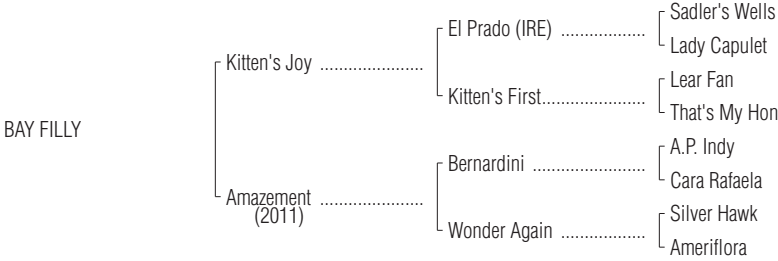 Sadler's Wells
El Prado (IRE) ...................
Lady Capulet
Kitten's Joy ......................
Lear Fan
Kitten's First.......................
That's My Hon
BAY FILLY
A.P. Indy
Bernardini .........................
Cara Rafaela
Amazement ......................
(2011)
Silver Hawk
Wonder Again ..................
Ameriflora